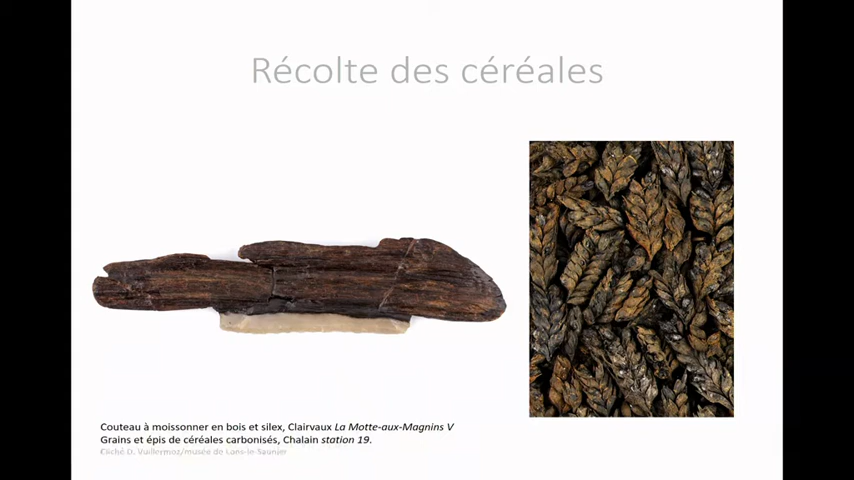 Récolte des céréales
Couteau à moissonner en bois et silex, Clairvaux La Motte-aux-Magnins V
Grains et épis de céréales carbonisés, Chalain station 19.
Cliché D. Vuillermoz/musée de Lons-le-Saunier